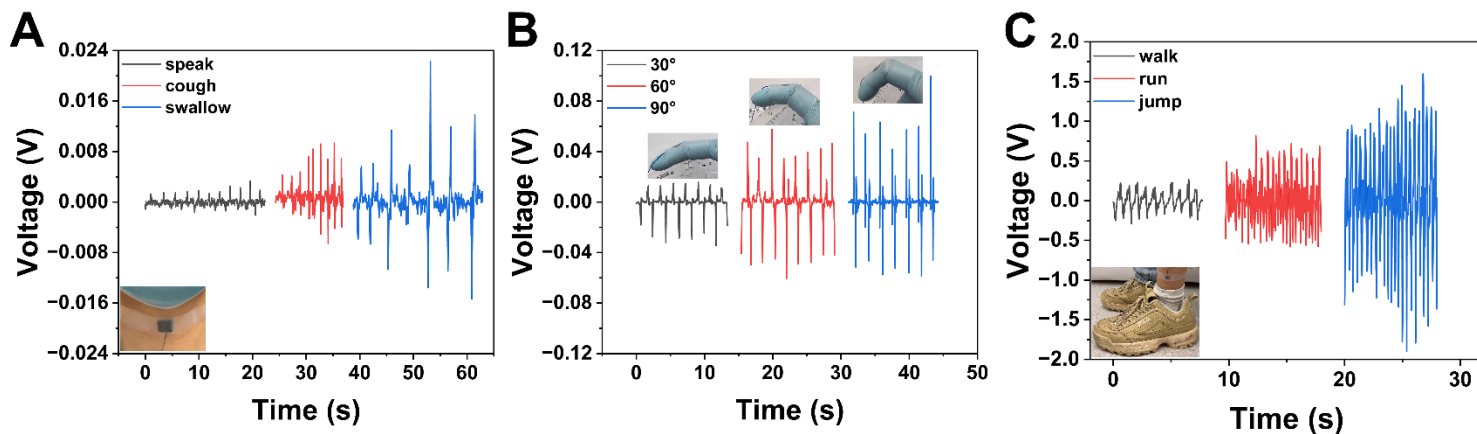 A
0.024
0.016
0.008
0.000
−0.008
−0.016
−0.024
Voltage (V)
speak
cough
swallow
0 10 20 30 40 50 60
Time (s)
B
0.12
0.08
0.04
0.00
−0.04
−0.08
−0.12
Voltage (V)
30°
60°
90°
0 10 20 30 40 50
Time (s)
C
2.0
1.5
1.0
0.5
0.0
−0.5
−1.0
−1.5
−2.0
Voltage (V)
walk
run
jump
0 10 20 30
Time (s)